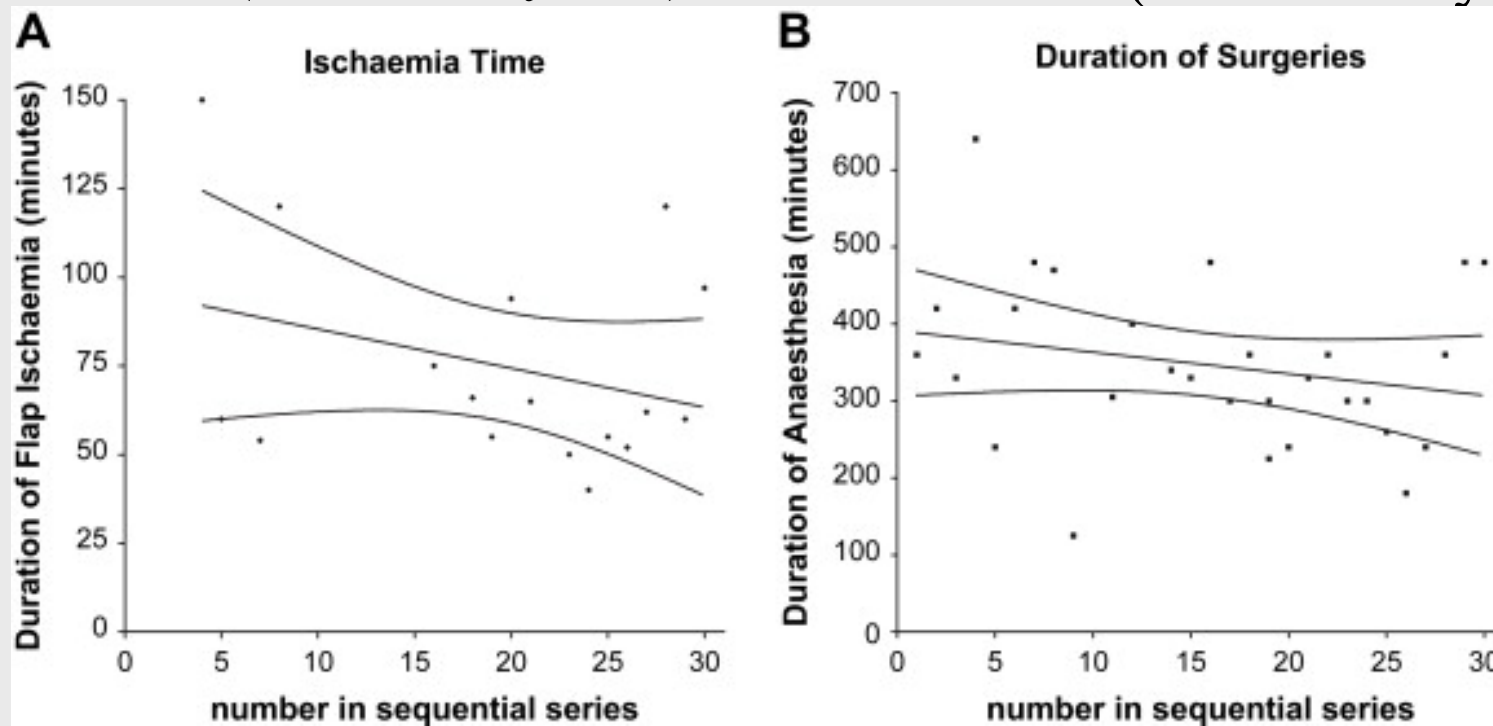 A
Ischaemia Time
Duration of Flap Ischaemia (minutes)
150
125
100
75
50
25
0
0 5 10 15 20 25 30
number in sequential series
B
Duration of Surgeries
Duration of Anaesthesia (minutes)
700
600
500
400
300
200
100
0
0 5 10 15 20 25 30
number in sequential series